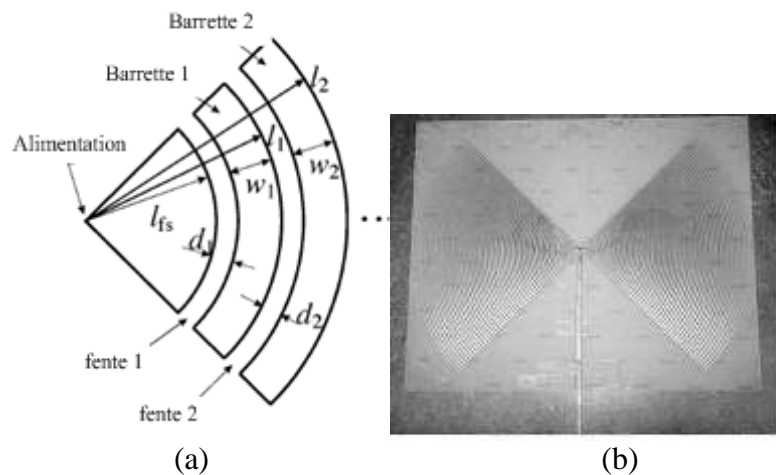 Barrette 2
Barrette 1
l2
l1
Alimentation
w2
w1
lfs
d1
d2
fente 1
fente 2
(a)
(b)